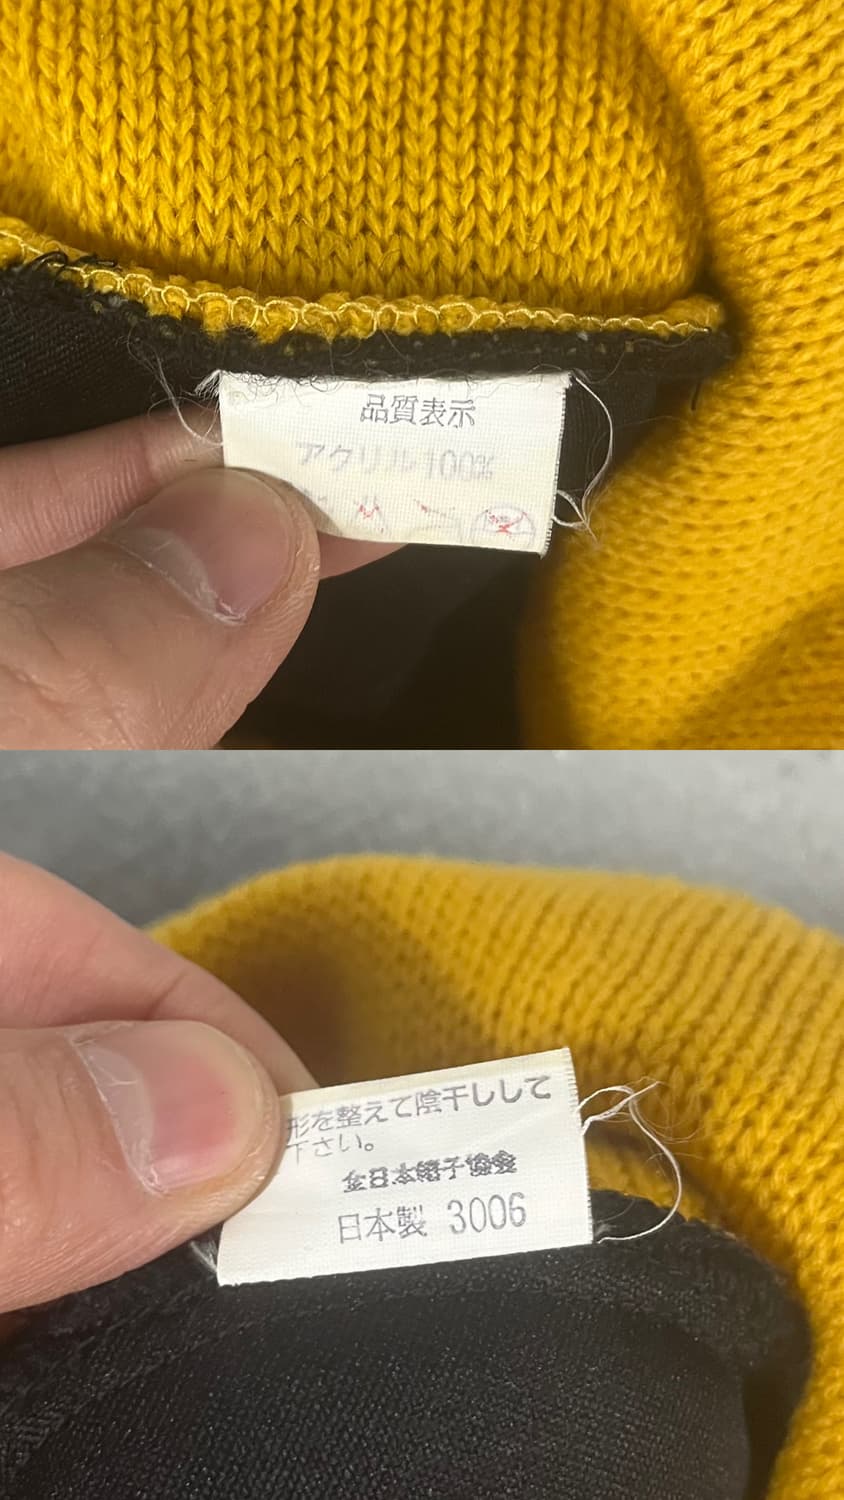 品質表示
アクリル100%
形を整えて陰干しして
下さい。
全日本帽子協会
日本製 3006